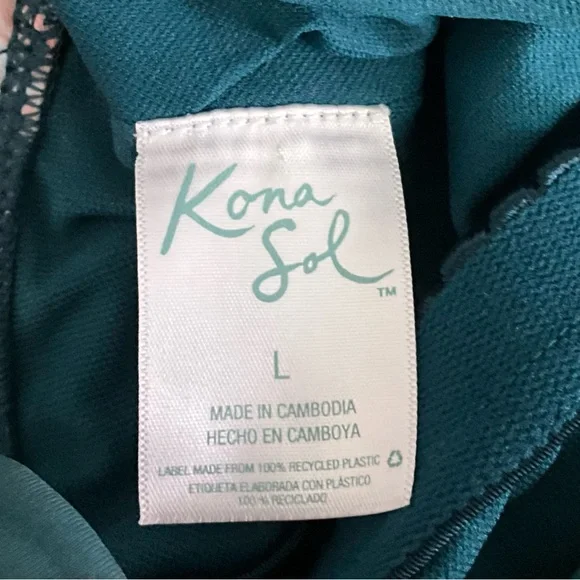 Kona
Sol
™
L
MADE IN CAMBODIA
HECHO EN CAMBOYA
LABEL MADE FROM 100% RECYCLED PLASTIC
ETIQUETA ELABORADA CON PLÁSTICO
100% RECICLADO